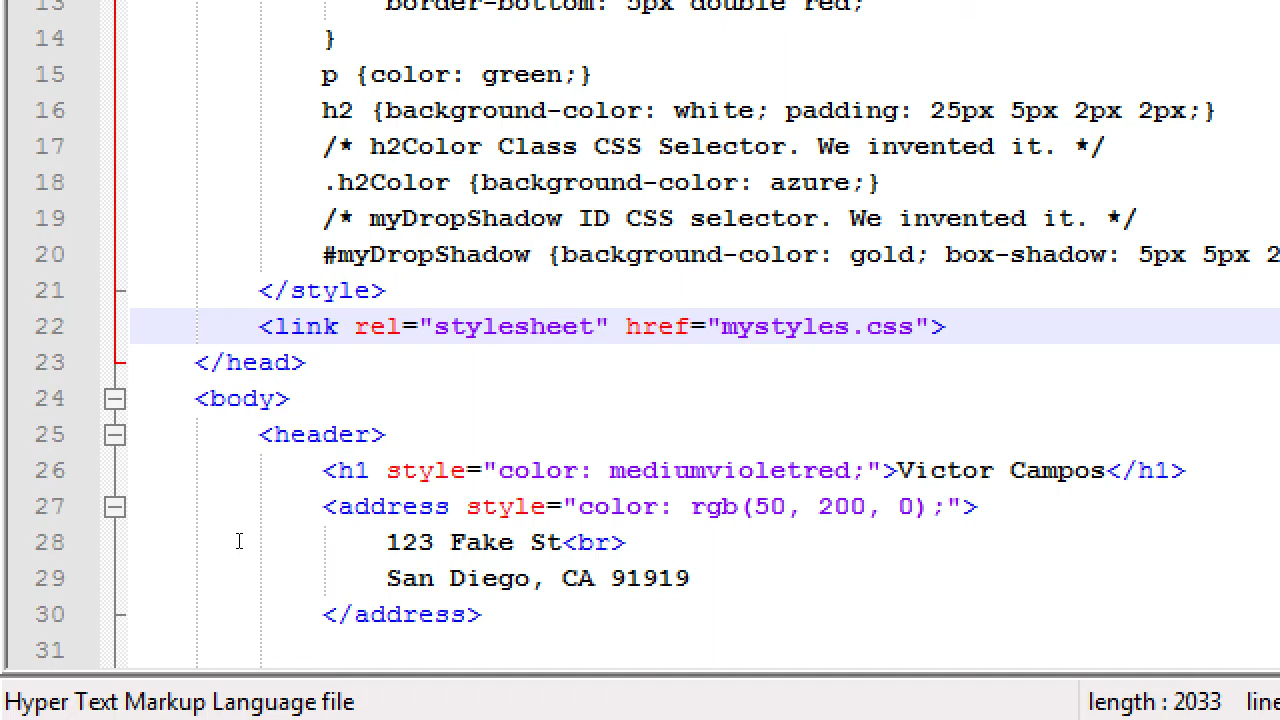 13 border-bottom: 5px double red;
14 }
15 p {color: green;}
16 h2 {background-color: white; padding: 25px 5px 2px 2px;}
17 /* h2Color Class CSS Selector. We invented it. */
18 .h2Color {background-color: azure;}
19 /* myDropShadow ID CSS selector. We invented it. */
20 #myDropShadow {background-color: gold; box-shadow: 5px 5px 2
21 </style>
22 <link rel="stylesheet" href="mystyles.css">
23 </head>
24 <body>
25 <header>
26 <h1 style="color: mediumvioletred;">Victor Campos</h1>
27 <address style="color: rgb(50, 200, 0);">
28 123 Fake St<br>
29 San Diego, CA 91919
30 </address>
31
Hyper Text Markup Language file length : 2033 line